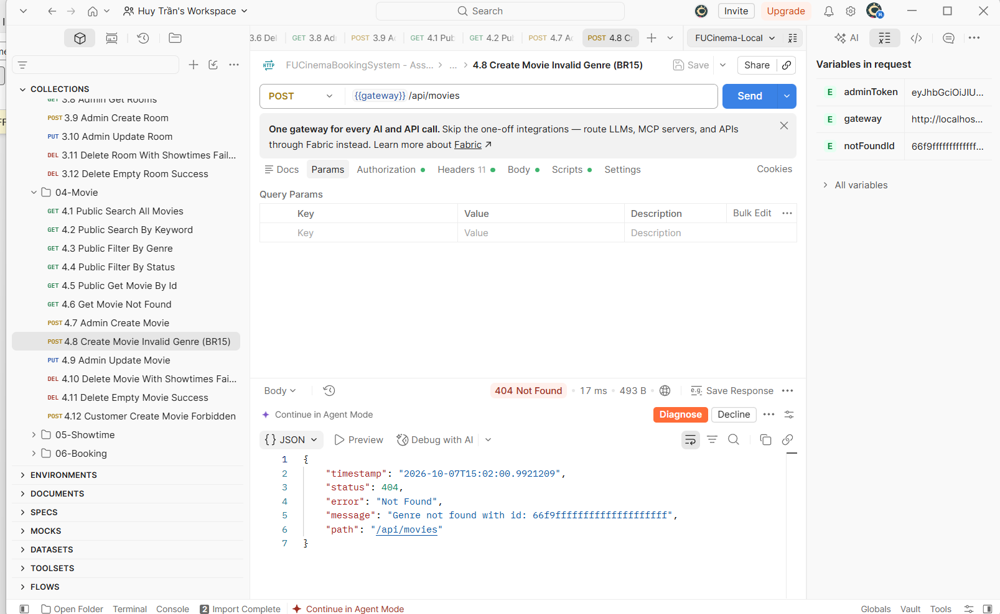 Huy Trần's Workspace
Search
Invite
Upgrade
3.6 Del
GET 3.8 Ad
POST 3.9 A
GET 4.1 Pub
GET 4.2 Pu
POST 4.7 A
POST 4.8 C
FUCinema-Local
AI
COLLECTIONS
GET 3.8 Admin Get Rooms
POST 3.9 Admin Create Room
PUT 3.10 Admin Update Room
DEL 3.11 Delete Room With Showtimes Fail...
DEL 3.12 Delete Empty Room Success
04-Movie
GET 4.1 Public Search All Movies
GET 4.2 Public Search By Keyword
GET 4.3 Public Filter By Genre
GET 4.4 Public Filter By Status
GET 4.5 Public Get Movie By Id
GET 4.6 Get Movie Not Found
POST 4.7 Admin Create Movie
POST 4.8 Create Movie Invalid Genre (BR15)
PUT 4.9 Admin Update Movie
DEL 4.10 Delete Movie With Showtimes Fai...
DEL 4.11 Delete Empty Movie Success
POST 4.12 Customer Create Movie Forbidden
05-Showtime
06-Booking
ENVIRONMENTS
DOCUMENTS
SPECS
MOCKS
DATASETS
TOOLSETS
FLOWS
HTTP FUCinemaBookingSystem - Ass... > ... > 4.8 Create Movie Invalid Genre (BR15)
Save
Share
POST {{gateway}} /api/movies
Send
One gateway for every AI and API call. Skip the one-off integrations — route LLMs, MCP servers, and APIs
through Fabric instead. Learn more about Fabric ↗
Docs Params Authorization Headers 11 Body Scripts Settings Cookies
Query Params
Key Value Description Bulk Edit ...
Key Value Description
Body 404 Not Found • 17 ms • 493 B e.g. Save Response ...
Continue in Agent Mode Diagnose Decline ...
{} JSON Preview Debug with AI
1 {
2 "timestamp": "2026-10-07T15:02:00.9921209",
3 "status": 404,
4 "error": "Not Found",
5 "message": "Genre not found with id: 66f9ffffffffffffffffffff",
6 "path": "/api/movies"
7 }
Variables in request
E adminToken eyJhbGciOiJIU...
E gateway http://localhos...
E notFoundId 66f9fffffffffffff...
All variables
Open Folder Terminal Console 2 Import Complete Continue in Agent Mode
Globals Vault Tools